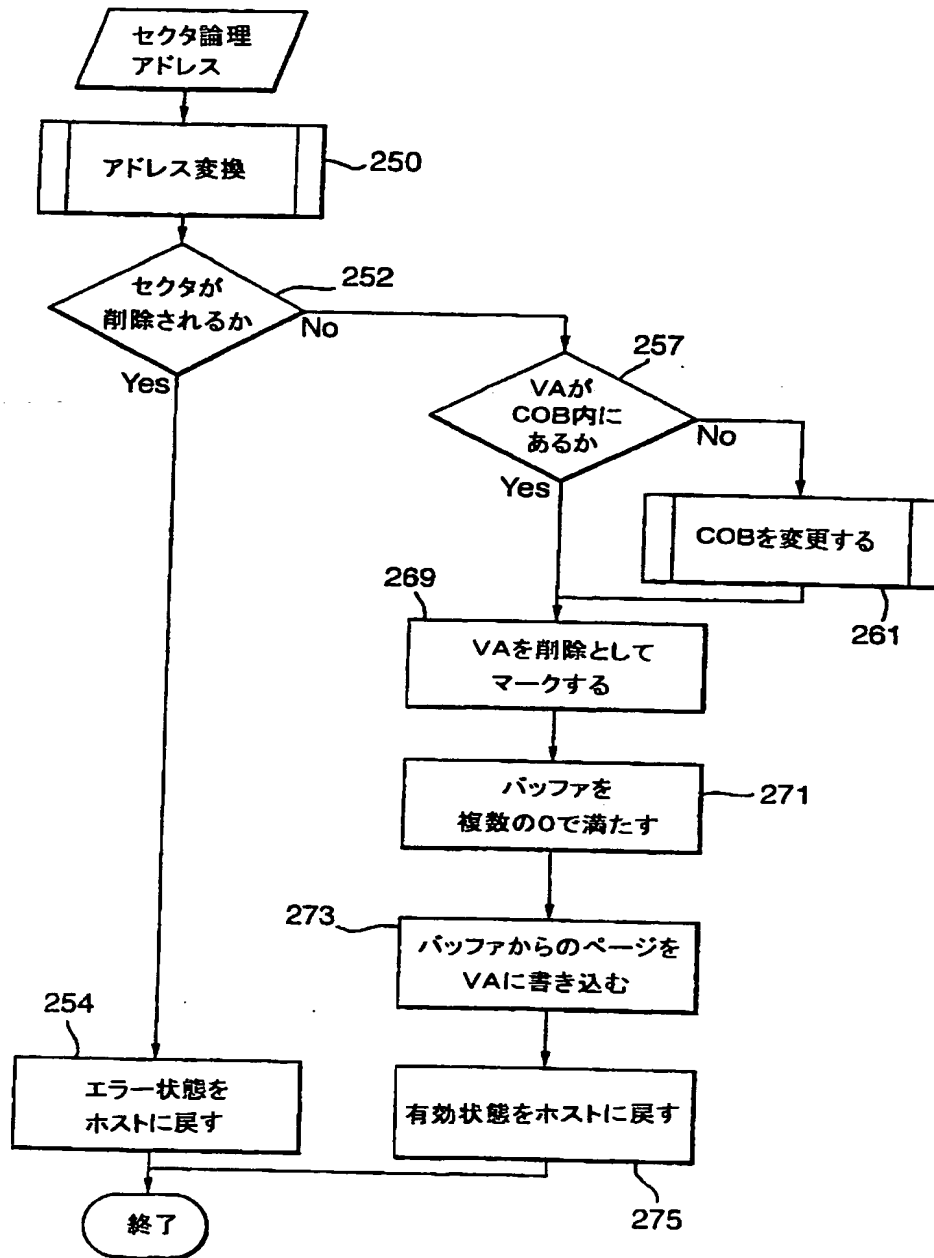 セクタ論理
アドレス
アドレス変換
250
セクタが
削除されるか
252
No
Yes
VAが
COB内に
あるか
257
No
Yes
COBを変更する
261
269
VAを削除として
マークする
バッファを
複数の0で満たす
271
273
バッファからのページを
VAに書き込む
254
エラー状態を
ホストに戻す
有効状態をホストに戻す
275
終了